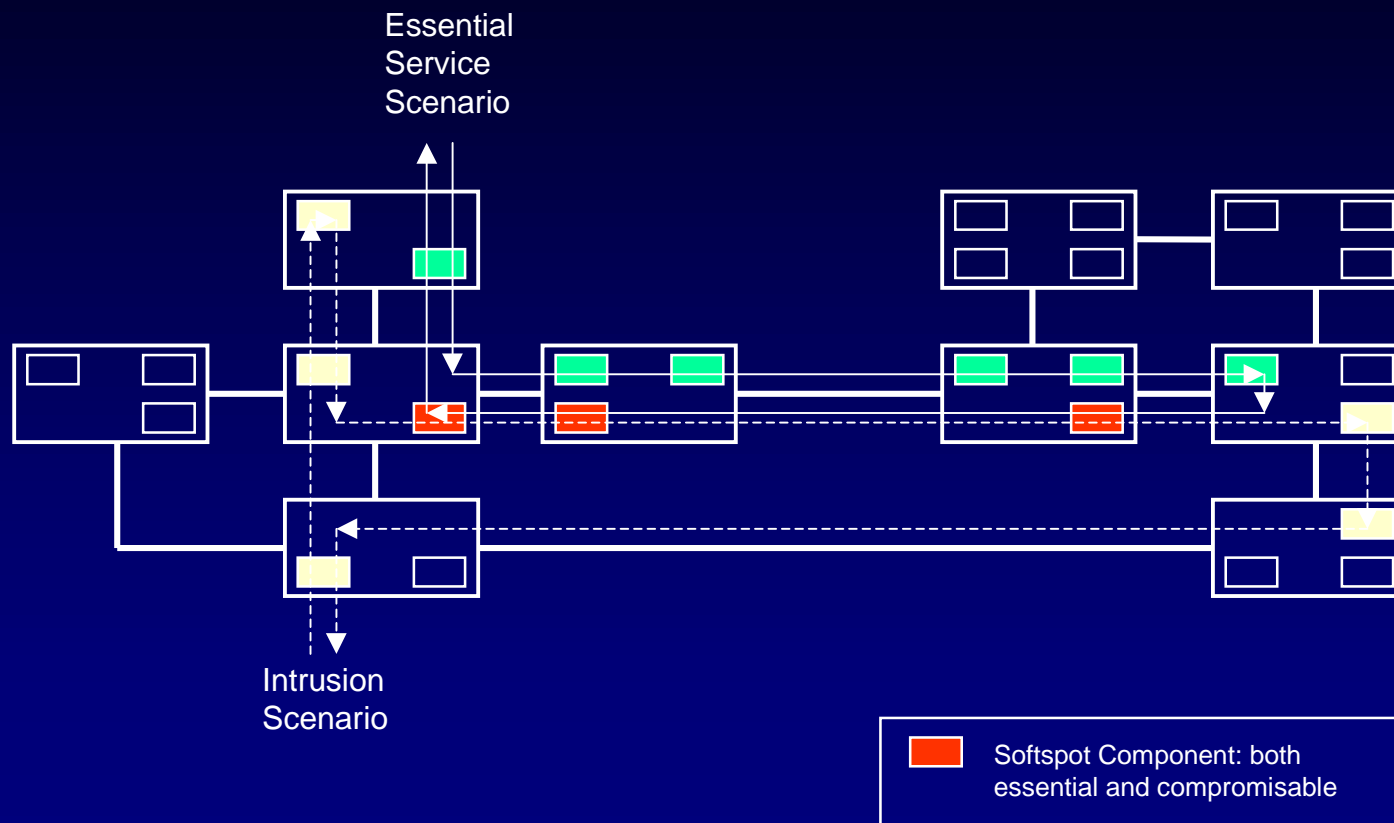 Essential
Service
Scenario
Intrusion
Scenario
Softspot Component: both
essential and compromisable